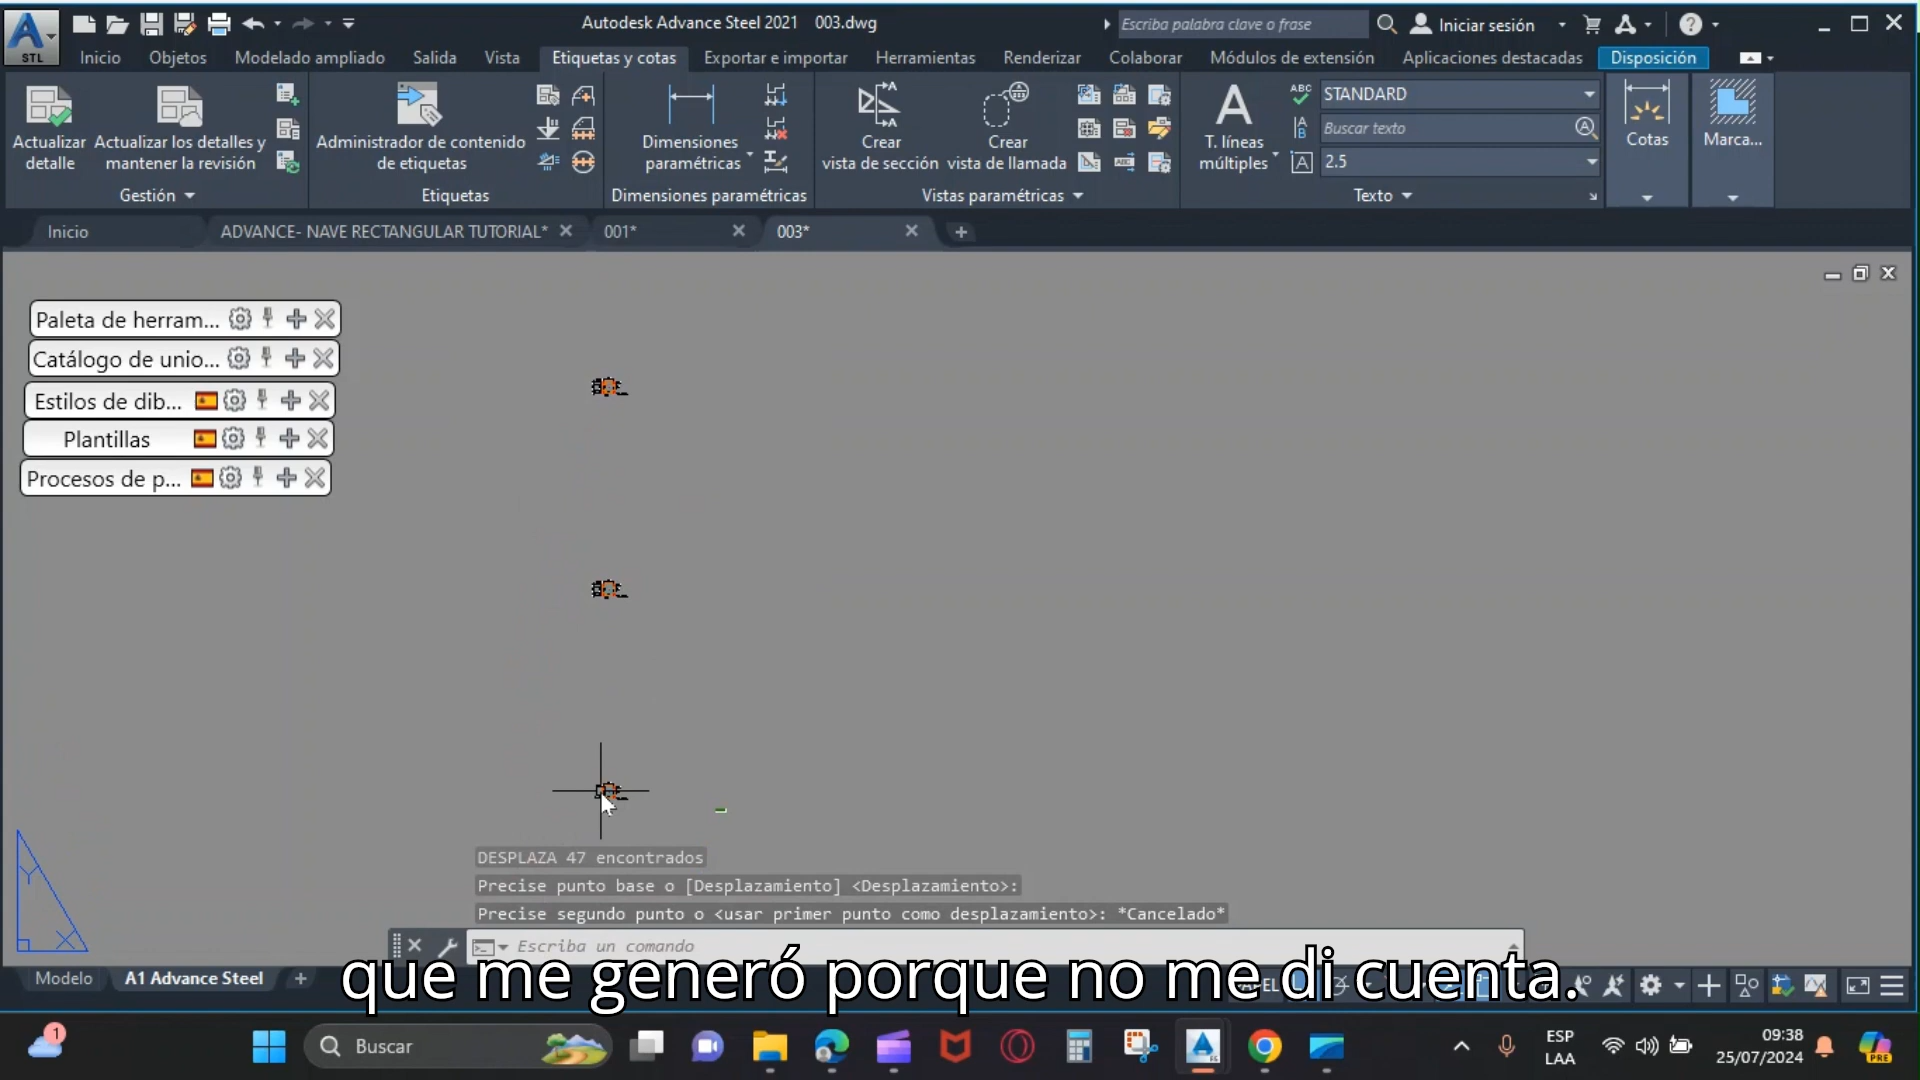 Autodesk Advance Steel 2021 003.dwg
Escriba palabra clave o frase
Iniciar sesión
STL
Inicio Objetos Modelado ampliado Salida Vista Etiquetas y cotas Exportar e importar Herramientas Renderizar Colaborar Módulos de extensión Aplicaciones destacadas Disposición
Actualizar detalle
Actualizar los detalles y mantener la revisión
Administrador de contenido de etiquetas
Dimensiones paramétricas
Crear vista de sección
Crear vista de llamada
T. líneas múltiples
STANDARD
Buscar texto
2.5
Cotas
Marca...
Gestión Etiquetas Dimensiones paramétricas Vistas paramétricas Texto
Inicio ADVANCE- NAVE RECTANGULAR TUTORIAL* 001* 003*
Paleta de herram...
Catálogo de unio...
Estilos de dib...
Plantillas
Procesos de p...
DESPLAZA 47 encontrados
Precise punto base o [Desplazamiento] <Desplazamiento>:
Precise segundo punto o <usar primer punto como desplazamiento>: *Cancelado*
Escriba un comando
Modelo A1 Advance Steel +
que me generó porque no me di cuenta.
1
Buscar
ESP
LAA
09:38
25/07/2024
PRE